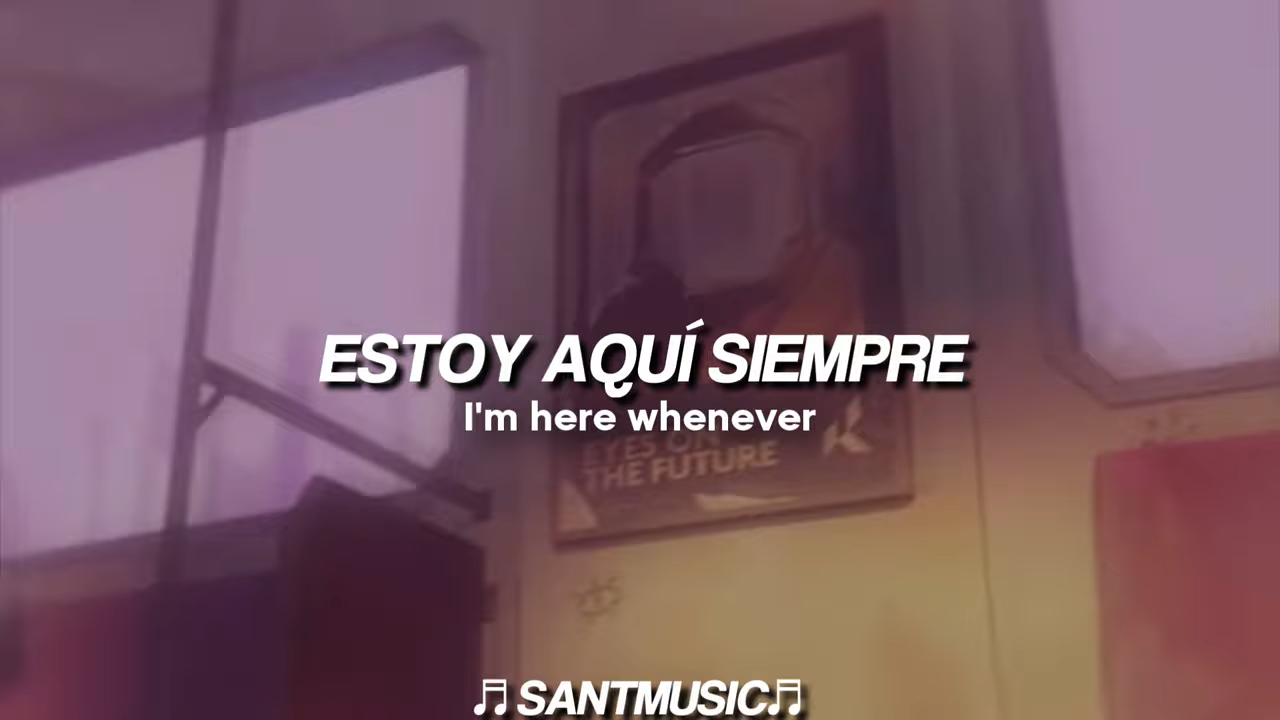 ESTOY AQUÍ SIEMPRE
I'm here whenever
EYES ON
THE FUTURE
♬ SANTMUSIC♬